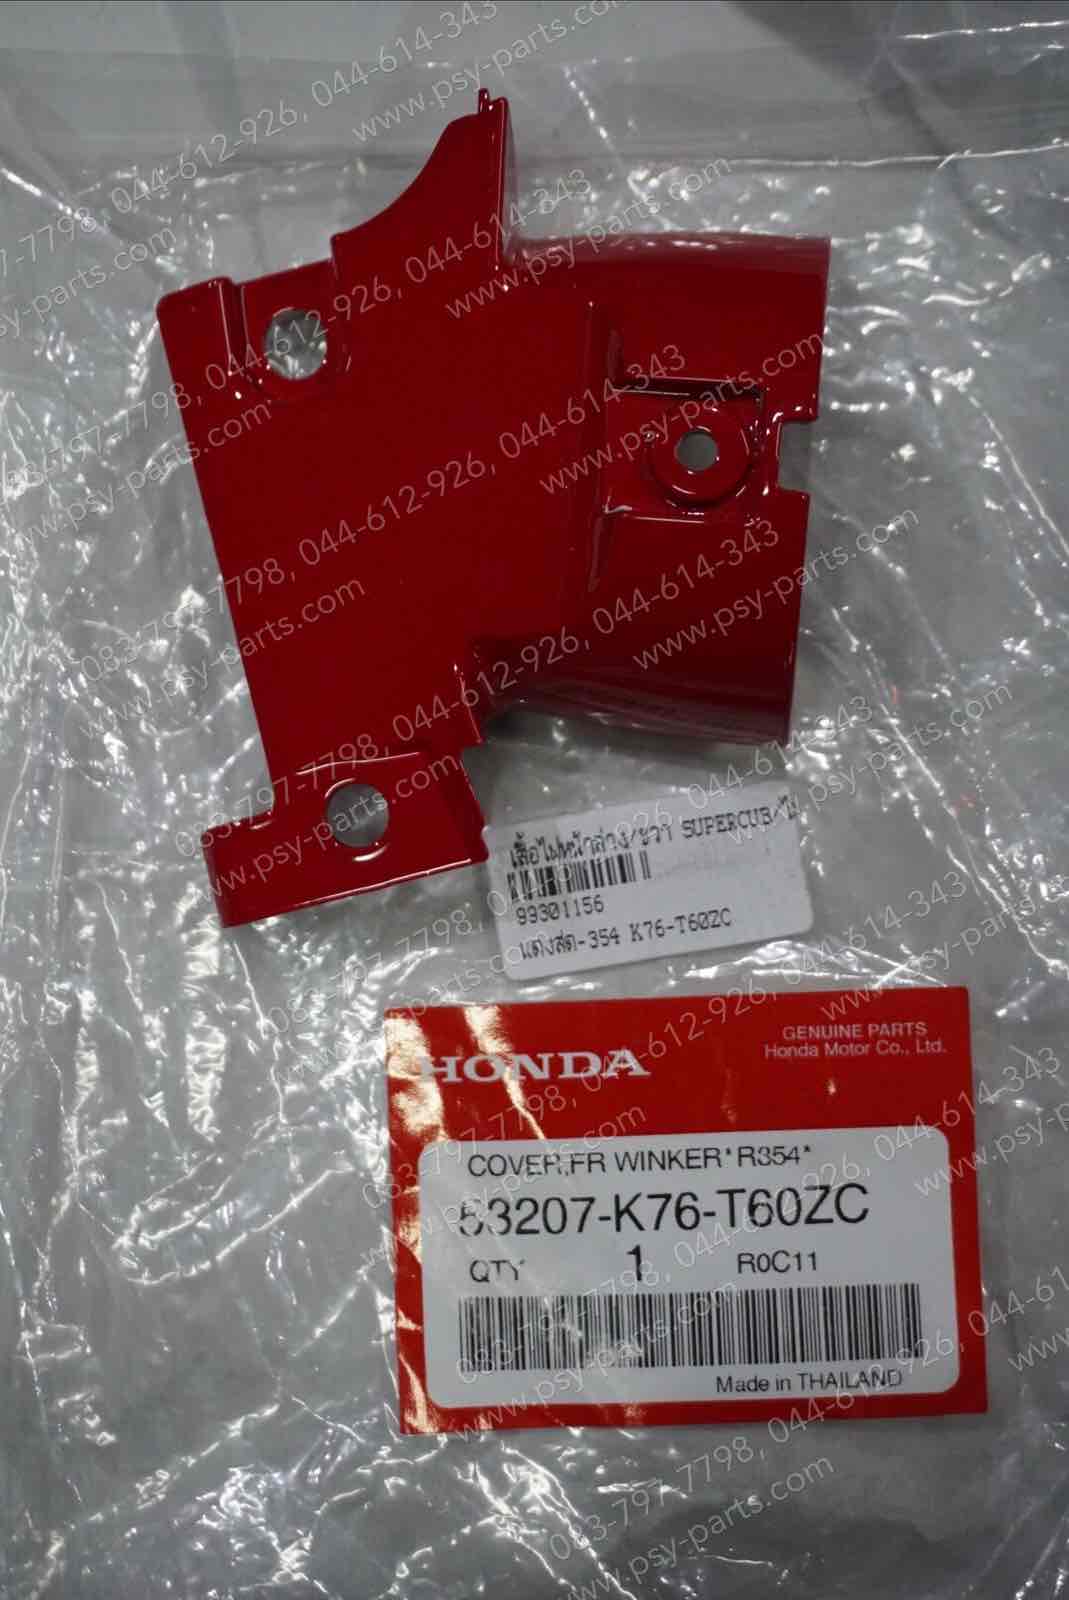 083-797-7798, 044-612-926, 044-614-343
www.psy-parts.com
เสื้อไฟหน้าล่าง/ขวา SUPERCUB/ไฟ
99301156
แดงสด-354 K76-T60ZC
HONDA
GENUINE PARTS
Honda Motor Co., Ltd.
COVER,FR WINKER*R354*
53207-K76-T60ZC
QTY 1 R0C11
Made in THAILAND